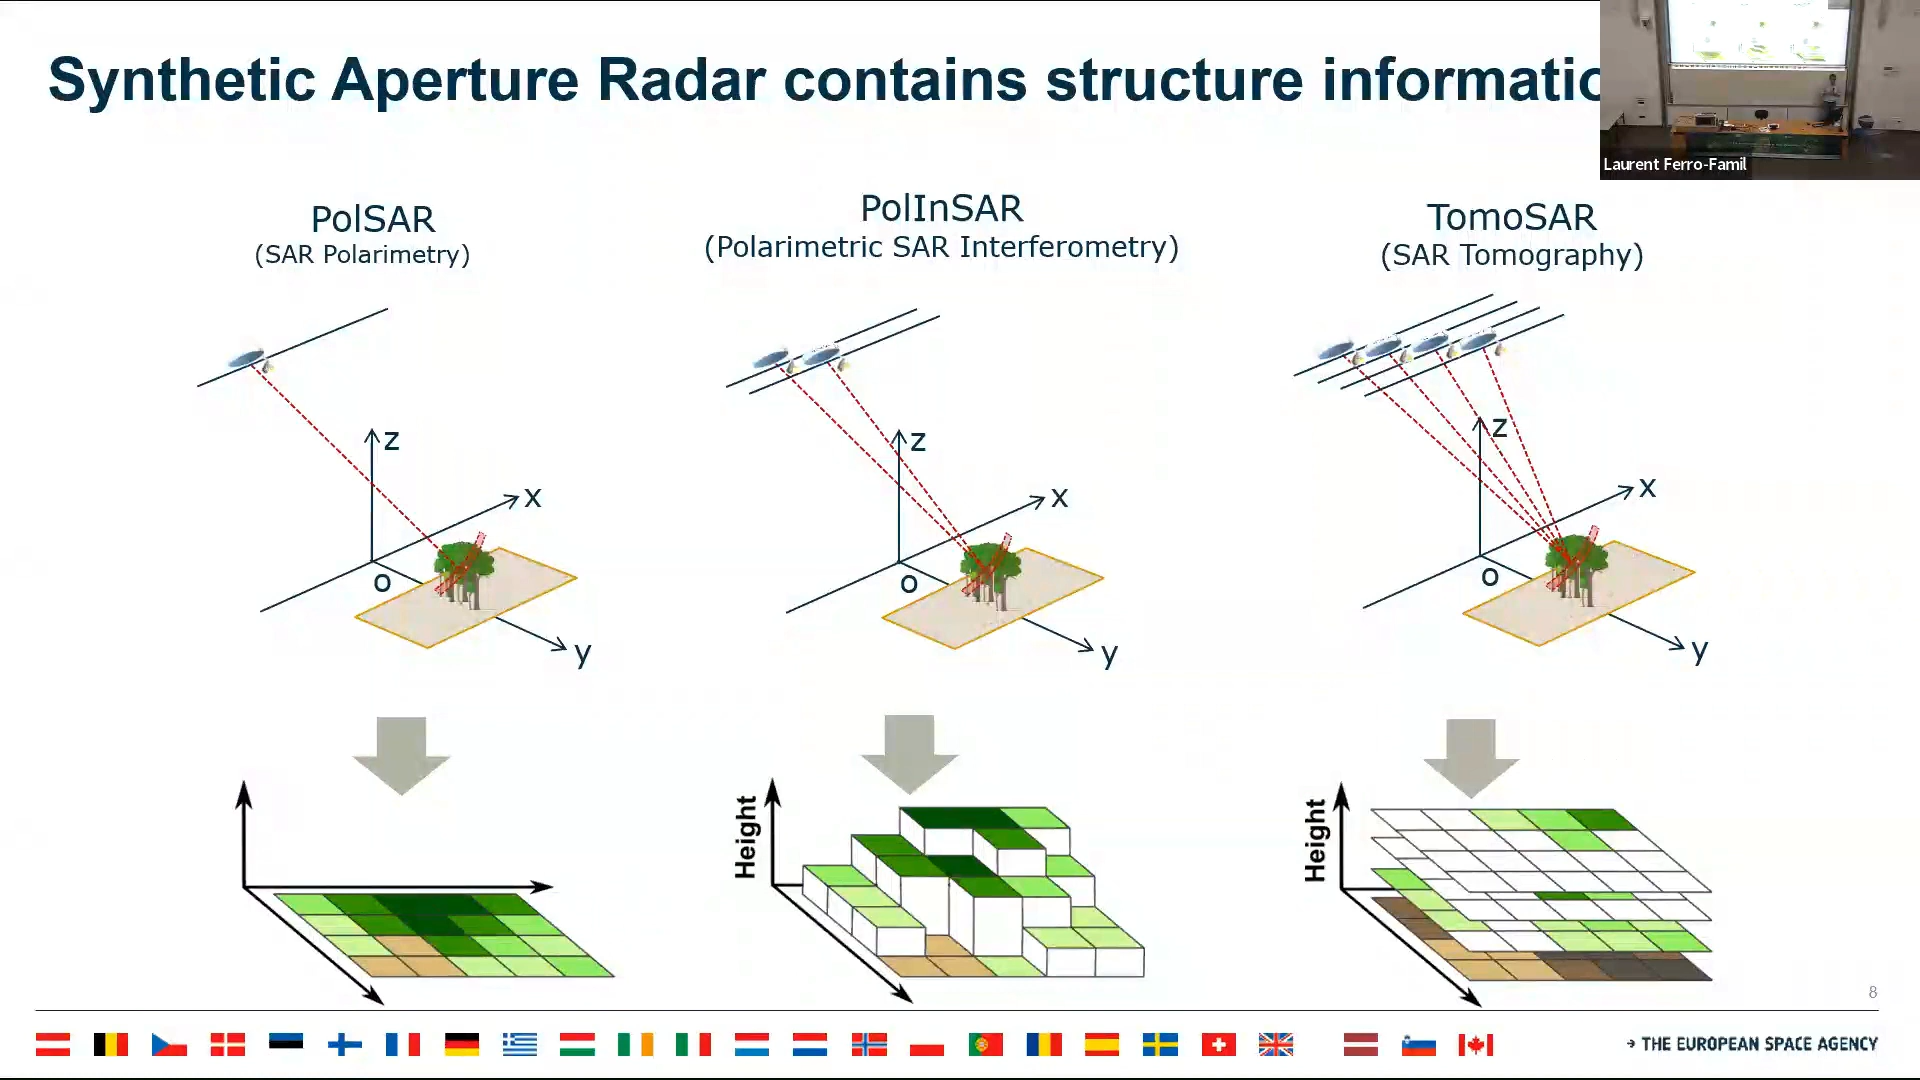 Synthetic Aperture Radar contains structure informatio
Laurent Ferro-Famil
PolSAR
(SAR Polarimetry)
PolInSAR
(Polarimetric SAR Interferometry)
TomoSAR
(SAR Tomography)
z
x
o
y
z
x
o
y
z
x
o
y
Height
Height
8
→ THE EUROPEAN SPACE AGENCY